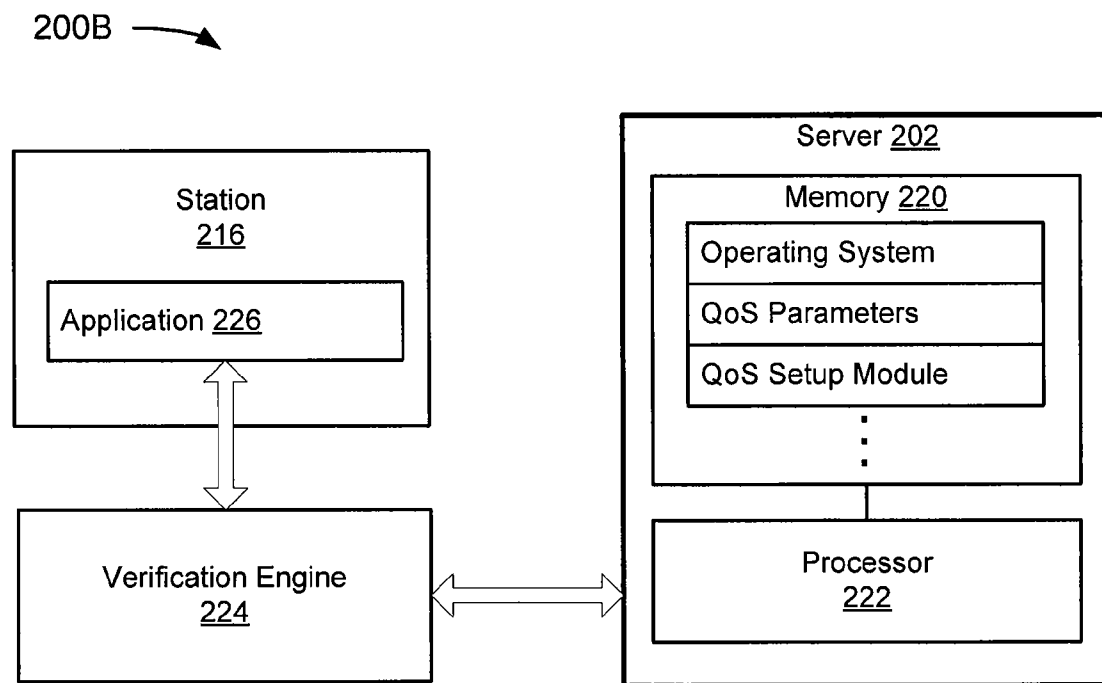 200B
Station
216
Application 226
Verification Engine
224
Server 202
Memory 220
Operating System
QoS Parameters
QoS Setup Module
Processor
222